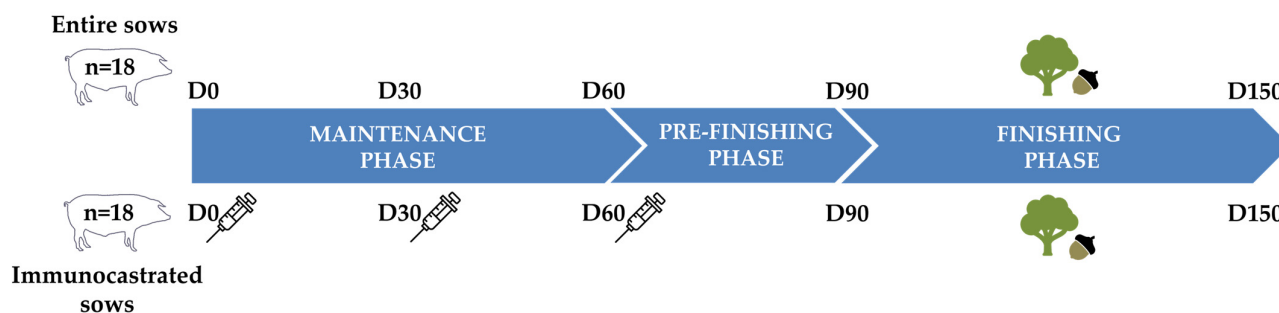 Entire sows
n=18
D0 D30 D60 D90 D150
MAINTENANCE
PHASE
PRE-FINISHING
PHASE
FINISHING
PHASE
n=18
D0 D30 D60 D90 D150
Immunocastrated
sows